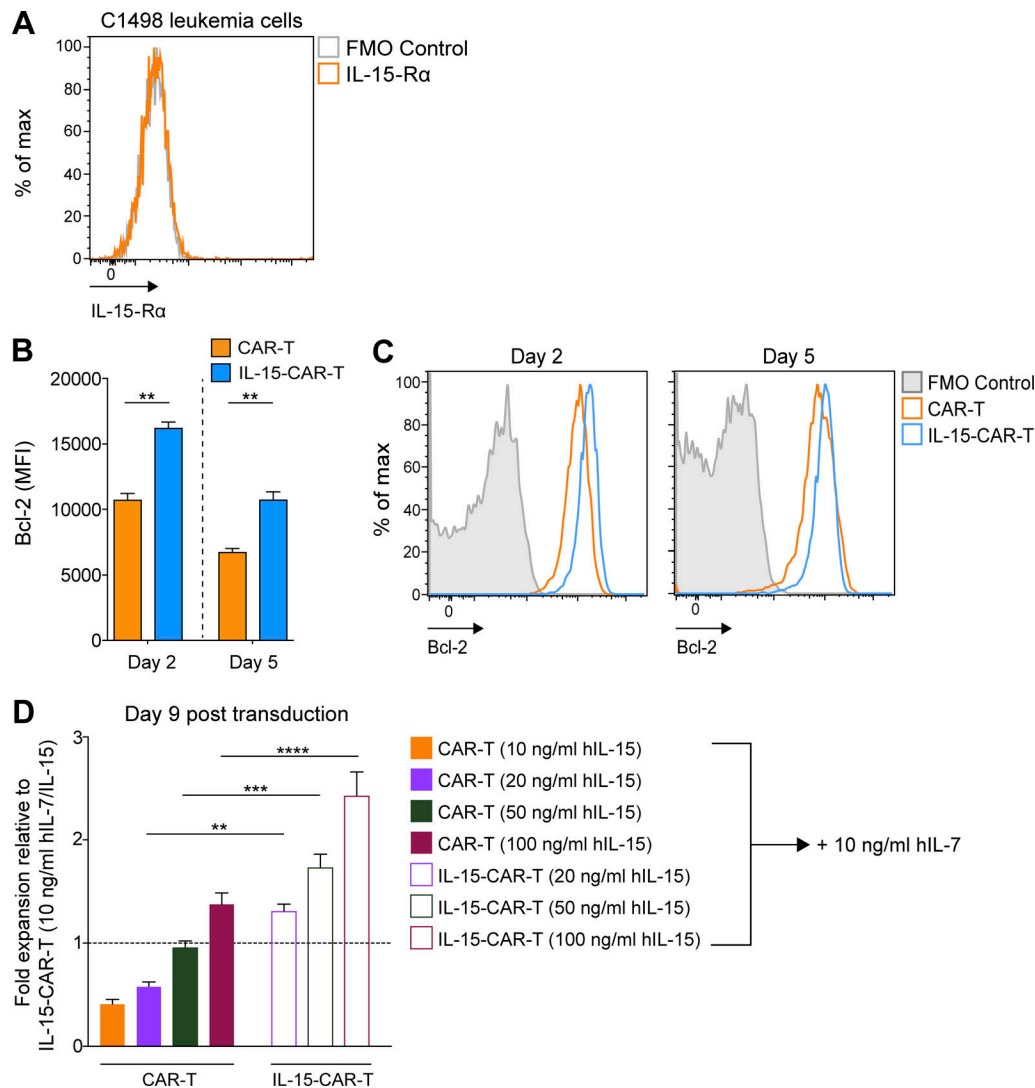 A
C1498 leukemia cells
FMO Control
IL-15-Rα
% of max
100
80
60
40
20
0
0
IL-15-Rα
B
CAR-T
IL-15-CAR-T
Bcl-2 (MFI)
20000
15000
10000
5000
0
**
**
Day 2
Day 5
C
Day 2
Day 5
FMO Control
CAR-T
IL-15-CAR-T
% of max
100
80
60
40
20
0
0
Bcl-2
0
Bcl-2
D
Day 9 post transduction
Fold expansion relative to
IL-15-CAR-T (10 ng/ml hIL-7/IL-15)
3
2
1
0
****
***
**
CAR-T
IL-15-CAR-T
CAR-T (10 ng/ml hIL-15)
CAR-T (20 ng/ml hIL-15)
CAR-T (50 ng/ml hIL-15)
CAR-T (100 ng/ml hIL-15)
IL-15-CAR-T (20 ng/ml hIL-15)
IL-15-CAR-T (50 ng/ml hIL-15)
IL-15-CAR-T (100 ng/ml hIL-15)
+ 10 ng/ml hIL-7